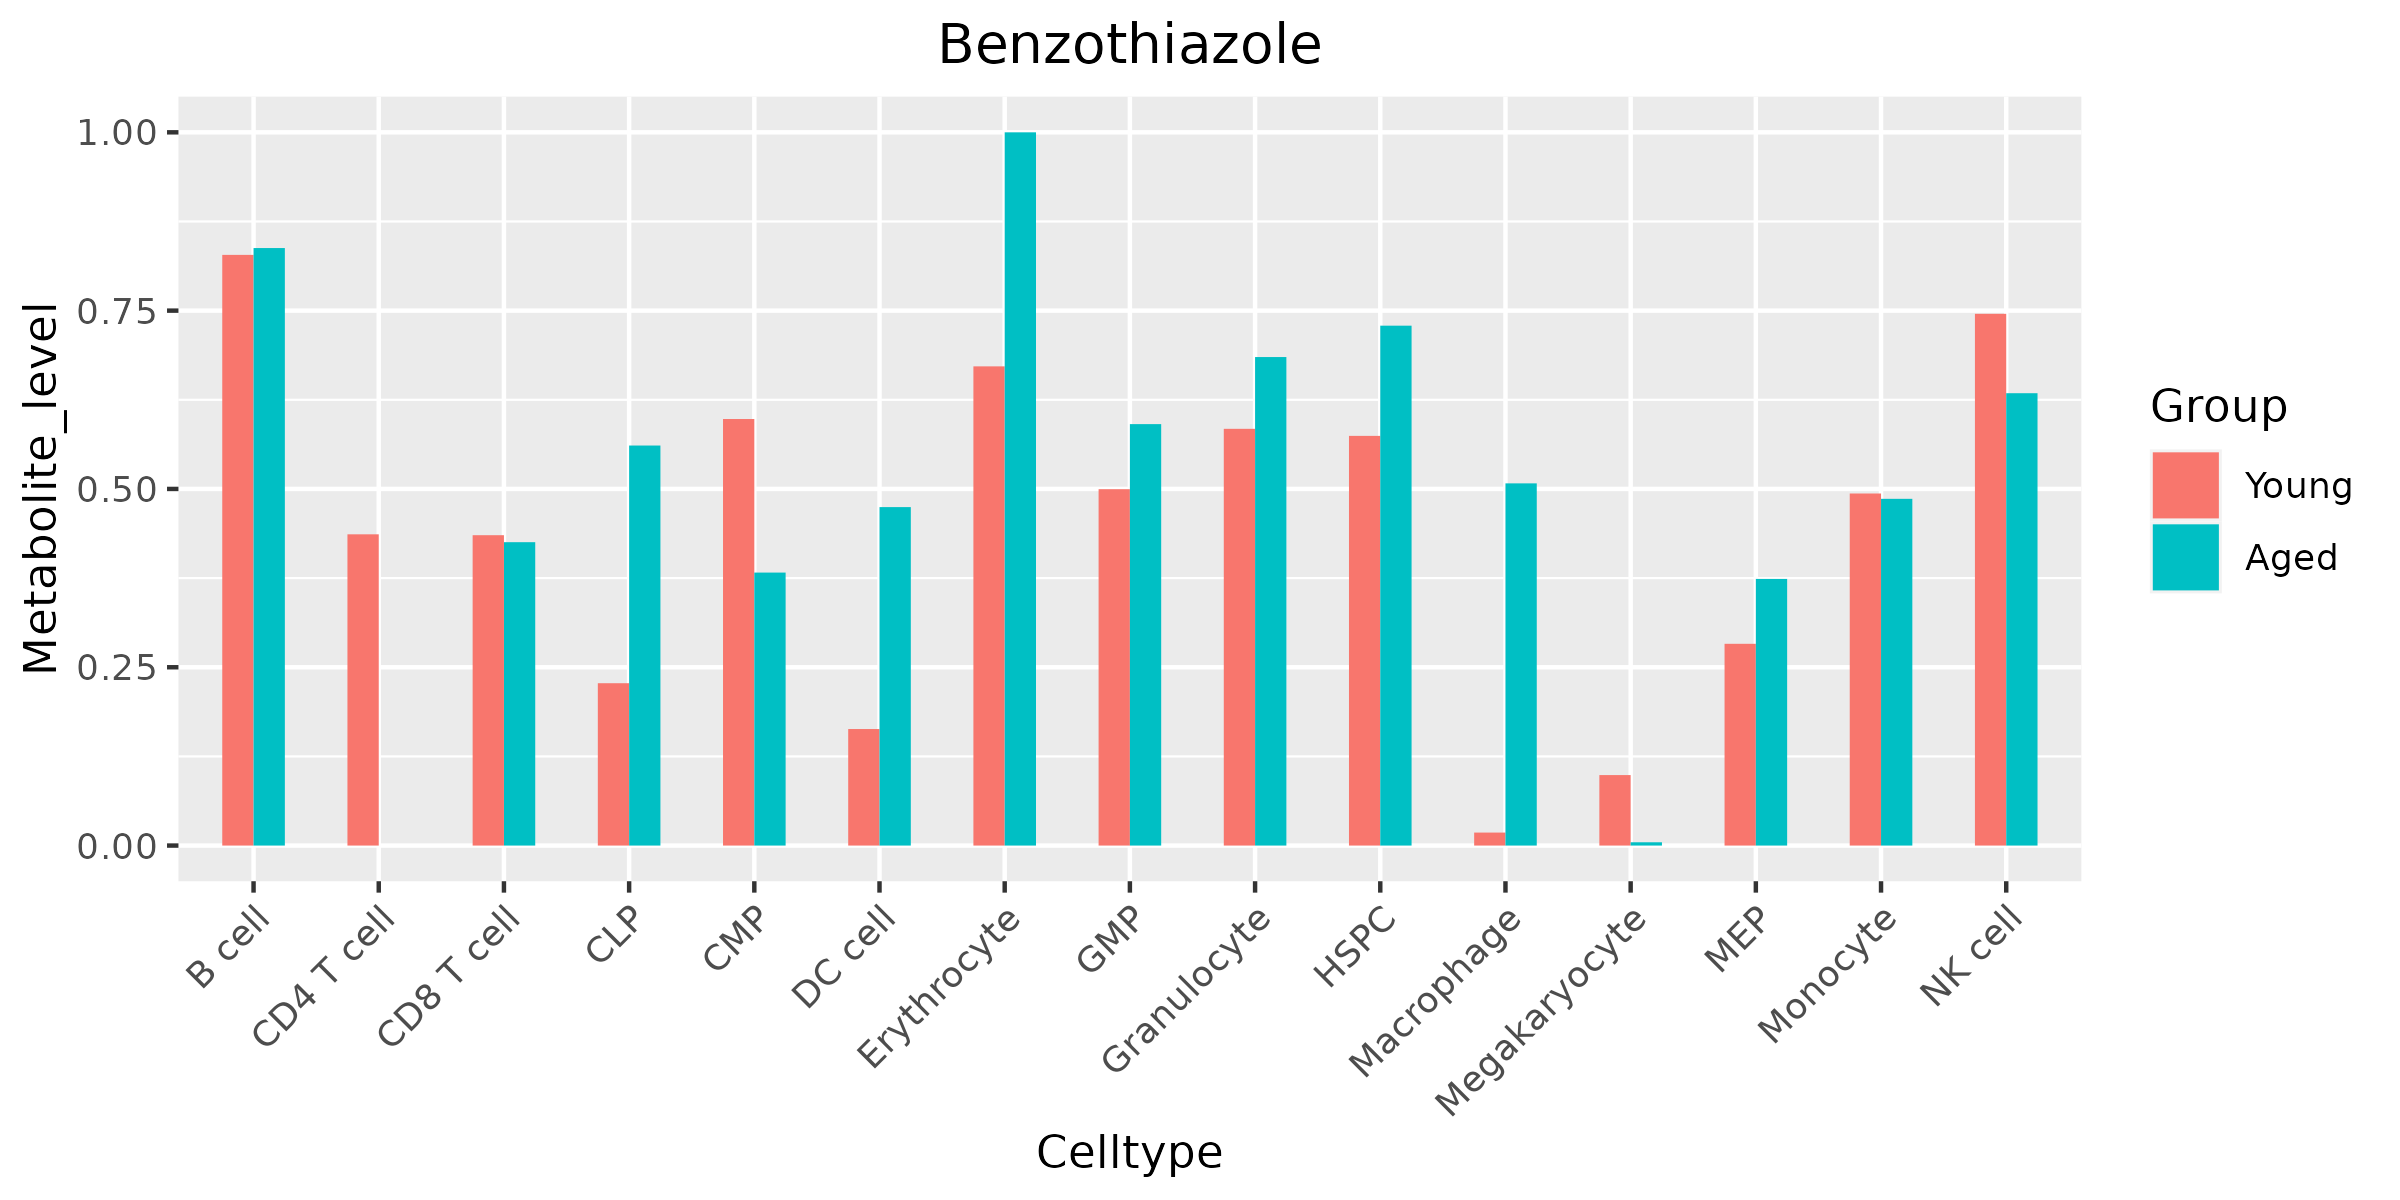 Benzothiazole
Metabolite_level
1.00
0.75
0.50
0.25
0.00
B cell
CD4 T cell
CD8 T cell
CLP
CMP
DC cell
Erythrocyte
GMP
Granulocyte
HSPC
Macrophage
Megakaryocyte
MEP
Monocyte
NK cell
Celltype
Group
Young
Aged